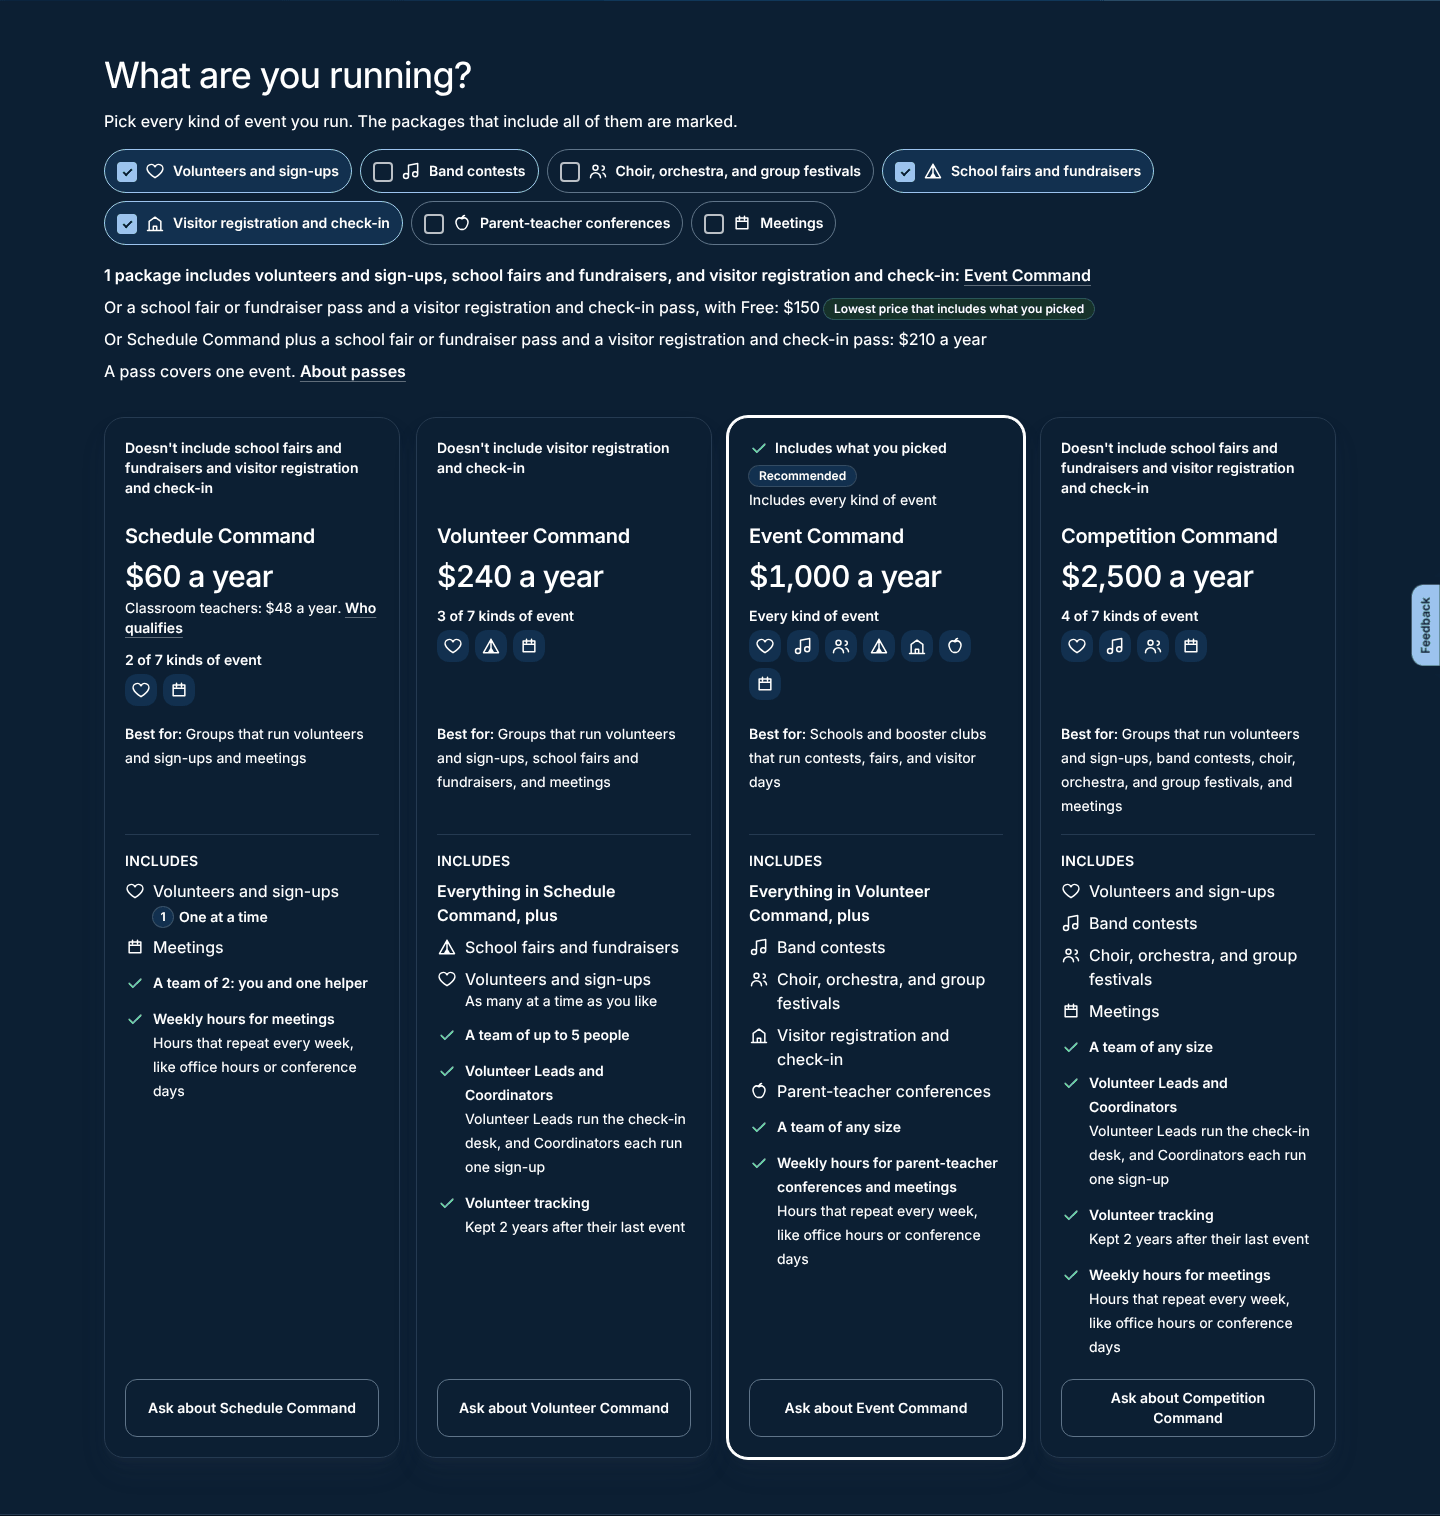 What are you running?
Pick every kind of event you run. The packages that include all of them are marked.
Volunteers and sign-ups
Band contests
Choir, orchestra, and group festivals
School fairs and fundraisers
Visitor registration and check-in
Parent-teacher conferences
Meetings
1 package includes volunteers and sign-ups, school fairs and fundraisers, and visitor registration and check-in: Event Command
Or a school fair or fundraiser pass and a visitor registration and check-in pass, with Free: $150 Lowest price that includes what you picked
Or Schedule Command plus a school fair or fundraiser pass and a visitor registration and check-in pass: $210 a year
A pass covers one event. About passes
Doesn't include school fairs and
fundraisers and visitor registration
and check-in
Schedule Command
$60 a year
Classroom teachers: $48 a year. Who
qualifies
2 of 7 kinds of event
Best for: Groups that run volunteers
and sign-ups and meetings
INCLUDES
Volunteers and sign-ups
1 One at a time
Meetings
A team of 2: you and one helper
Weekly hours for meetings
Hours that repeat every week,
like office hours or conference
days
Ask about Schedule Command
Doesn't include visitor registration
and check-in
Volunteer Command
$240 a year
3 of 7 kinds of event
Best for: Groups that run volunteers
and sign-ups, school fairs and
fundraisers, and meetings
INCLUDES
Everything in Schedule
Command, plus
School fairs and fundraisers
Volunteers and sign-ups
As many at a time as you like
A team of up to 5 people
Volunteer Leads and
Coordinators
Volunteer Leads run the check-in
desk, and Coordinators each run
one sign-up
Volunteer tracking
Kept 2 years after their last event
Ask about Volunteer Command
Includes what you picked
Recommended
Includes every kind of event
Event Command
$1,000 a year
Every kind of event
Best for: Schools and booster clubs
that run contests, fairs, and visitor
days
INCLUDES
Everything in Volunteer
Command, plus
Band contests
Choir, orchestra, and group
festivals
Visitor registration and
check-in
Parent-teacher conferences
A team of any size
Weekly hours for parent-teacher
conferences and meetings
Hours that repeat every week,
like office hours or conference
days
Ask about Event Command
Doesn't include school fairs and
fundraisers and visitor registration
and check-in
Competition Command
$2,500 a year
4 of 7 kinds of event
Best for: Groups that run volunteers
and sign-ups, band contests, choir,
orchestra, and group festivals, and
meetings
INCLUDES
Volunteers and sign-ups
Band contests
Choir, orchestra, and group
festivals
Meetings
A team of any size
Volunteer Leads and
Coordinators
Volunteer Leads run the check-in
desk, and Coordinators each run
one sign-up
Volunteer tracking
Kept 2 years after their last event
Weekly hours for meetings
Hours that repeat every week,
like office hours or conference
days
Ask about Competition
Command
Feedback